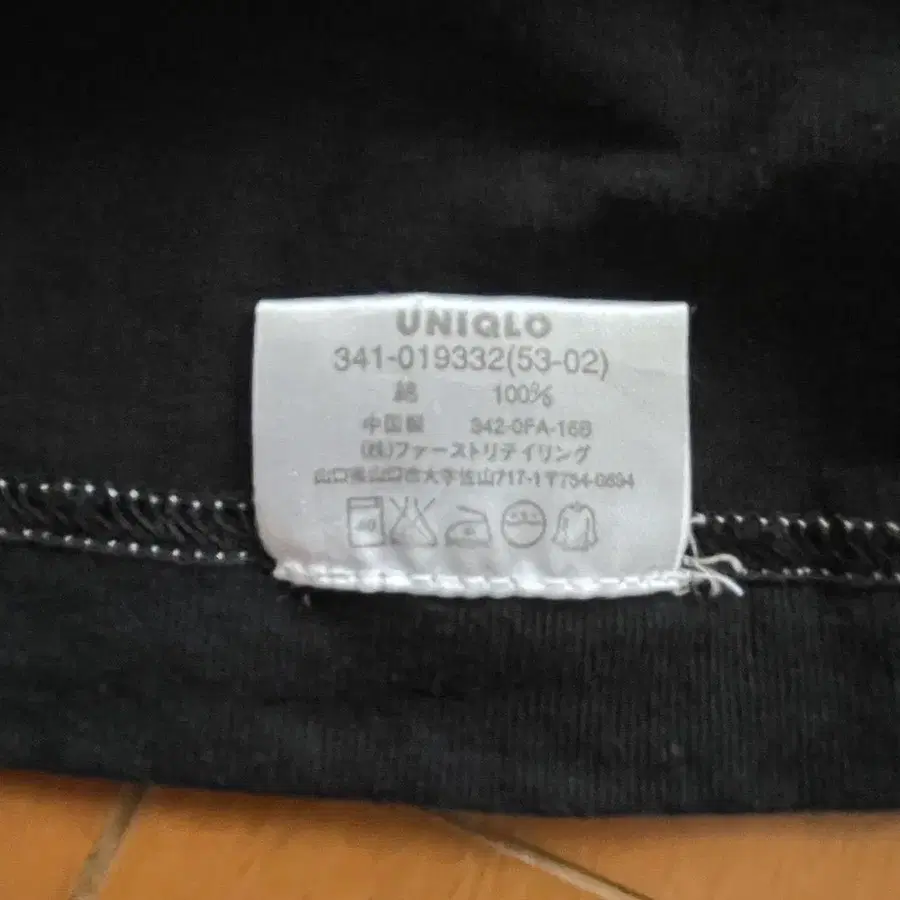 UNIQLO
341-019332(53-02)
綿 100%
中国製 342-0FA-16B
(株)ファーストリテイリング
山口県山口市大字佐山717-1〒754-0894
40